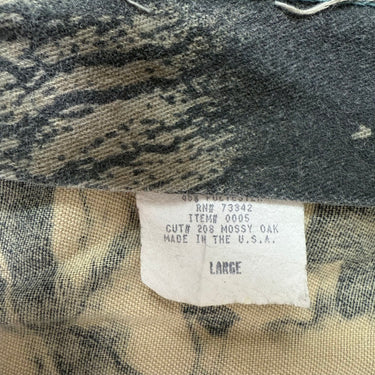 RN# 73342
ITEM# 0005
CUT# 208 MOSSY OAK
MADE IN THE U.S.A.
LARGE